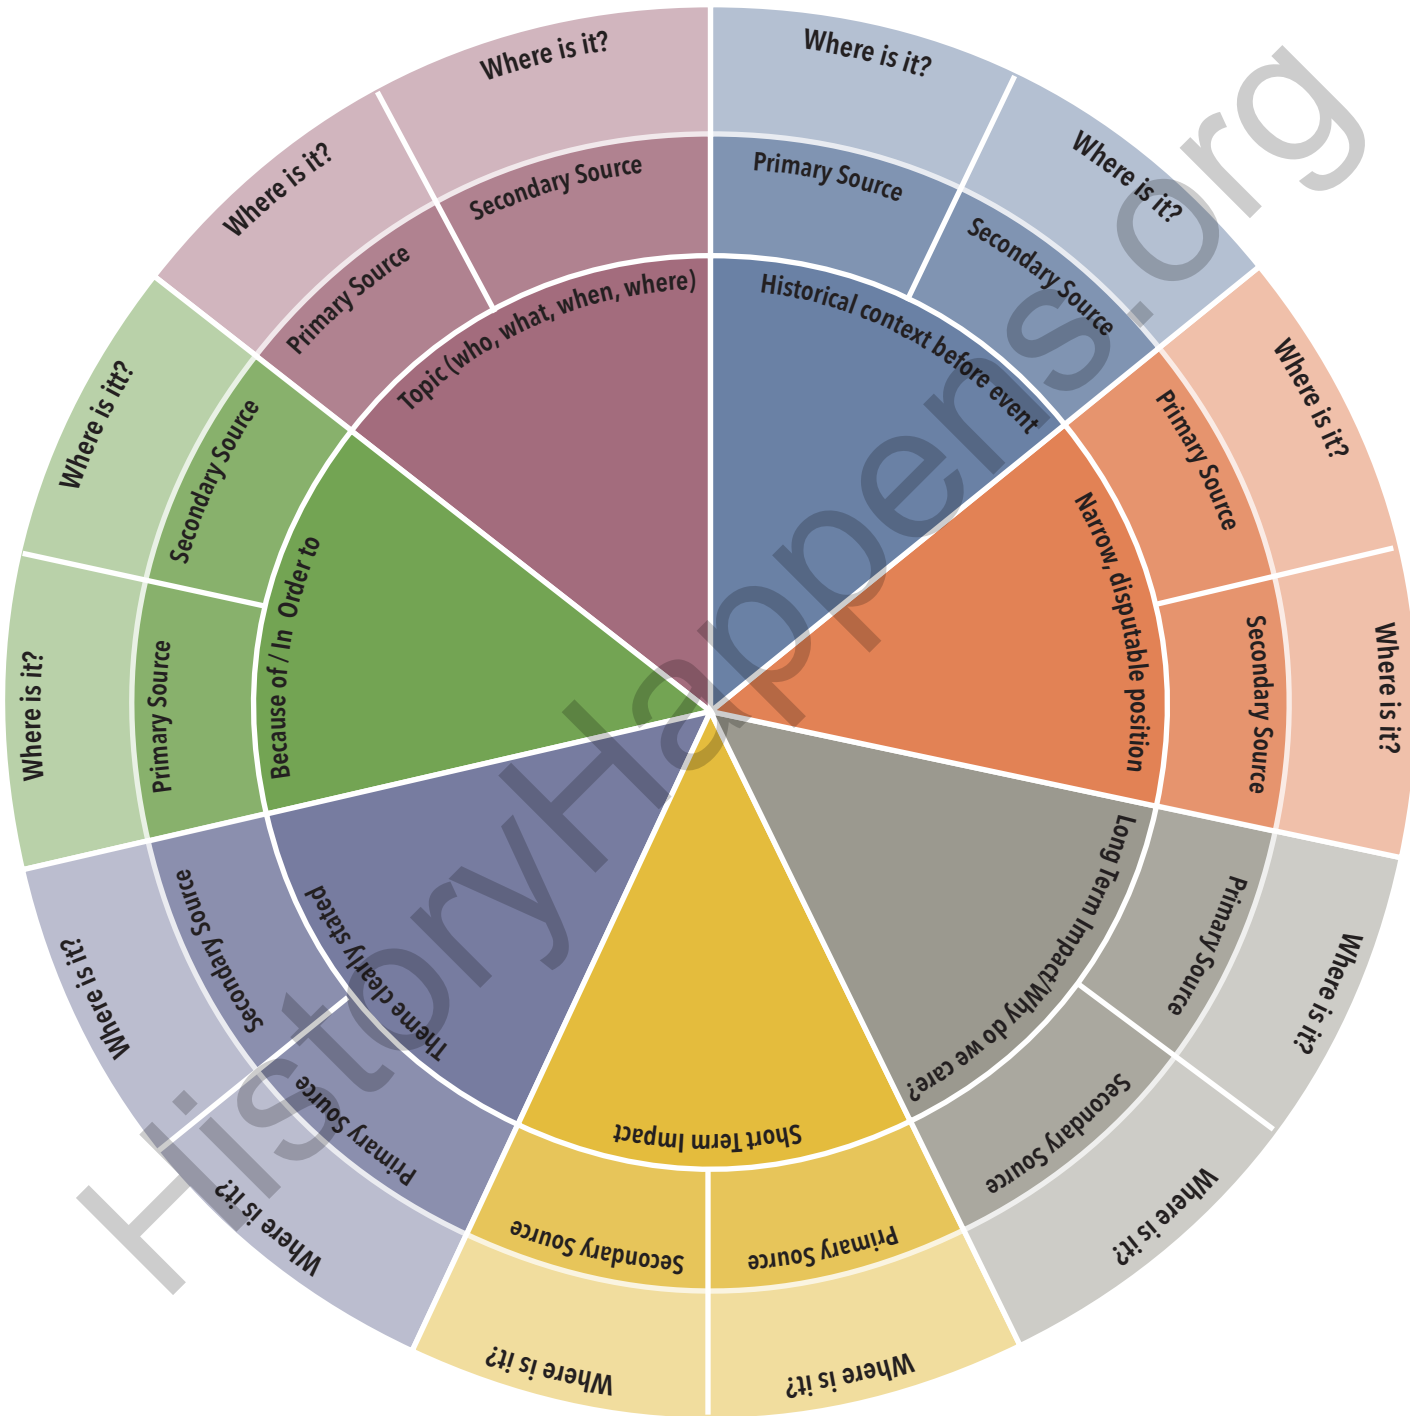 Where is it?
Primary Source
Historical context before event
Where is it?
Secondary Source
Where is it?
Primary Source
Narrow, disputable position
Where is it?
Secondary Source
Where is it?
Primary Source
Long Term Impact/Why do we care?
Where is it?
Secondary Source
Where is it?
Primary Source
Short Term Impact
Where is it?
Secondary Source
Where is it?
Primary Source
Theme clearly stated
Where is it?
Secondary Source
Where is it?
Primary Source
Because of / In Order to
Where is itt?
Secondary Source
Where is it?
Primary Source
Topic (who, what, when, where)
Where is it?
Secondary Source
HistoryHappens.org